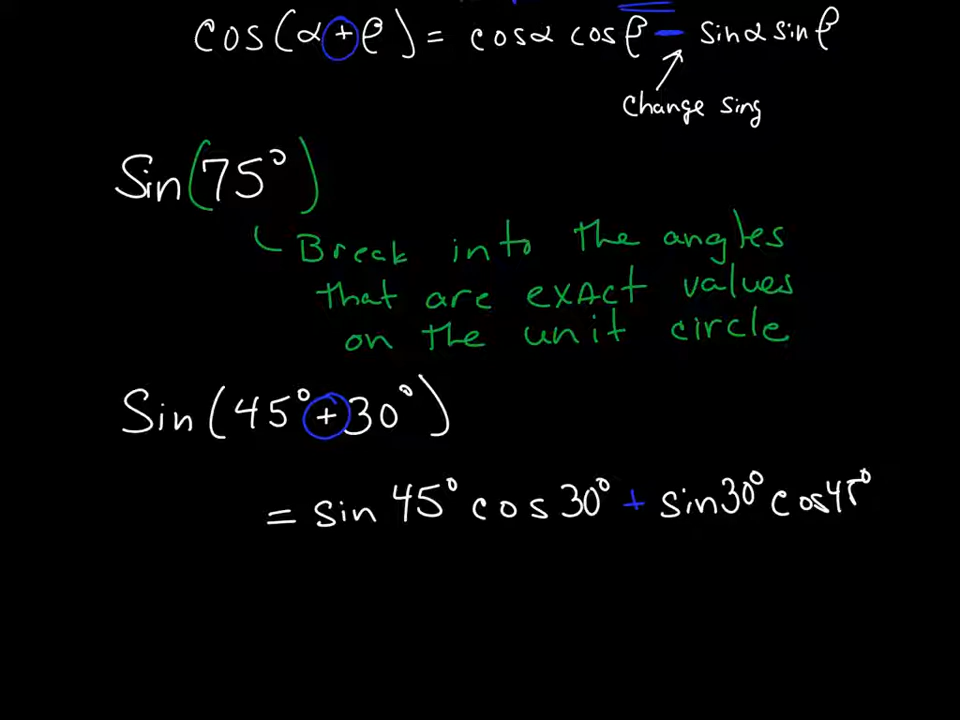 cos(α+β) = cosα cosβ - sinα sinβ
change sing
Sin(75°)
Break into the angles
that are exAct values
on the unit circle
Sin(45°+30°)
= sin 45° cos 30° + sin30° cos45°